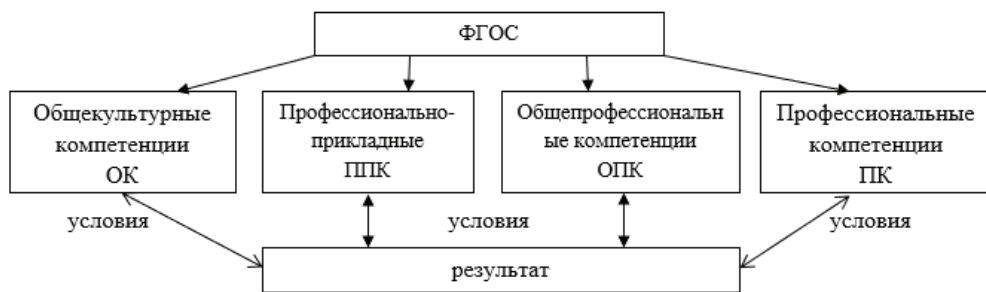 ФГОС
Общекультурные
компетенции
ОК
Профессионально-
прикладные
ППК
Общепрофессиональн
ые компетенции
ОПК
Профессиональные
компетенции
ПК
условия
условия
условия
результат